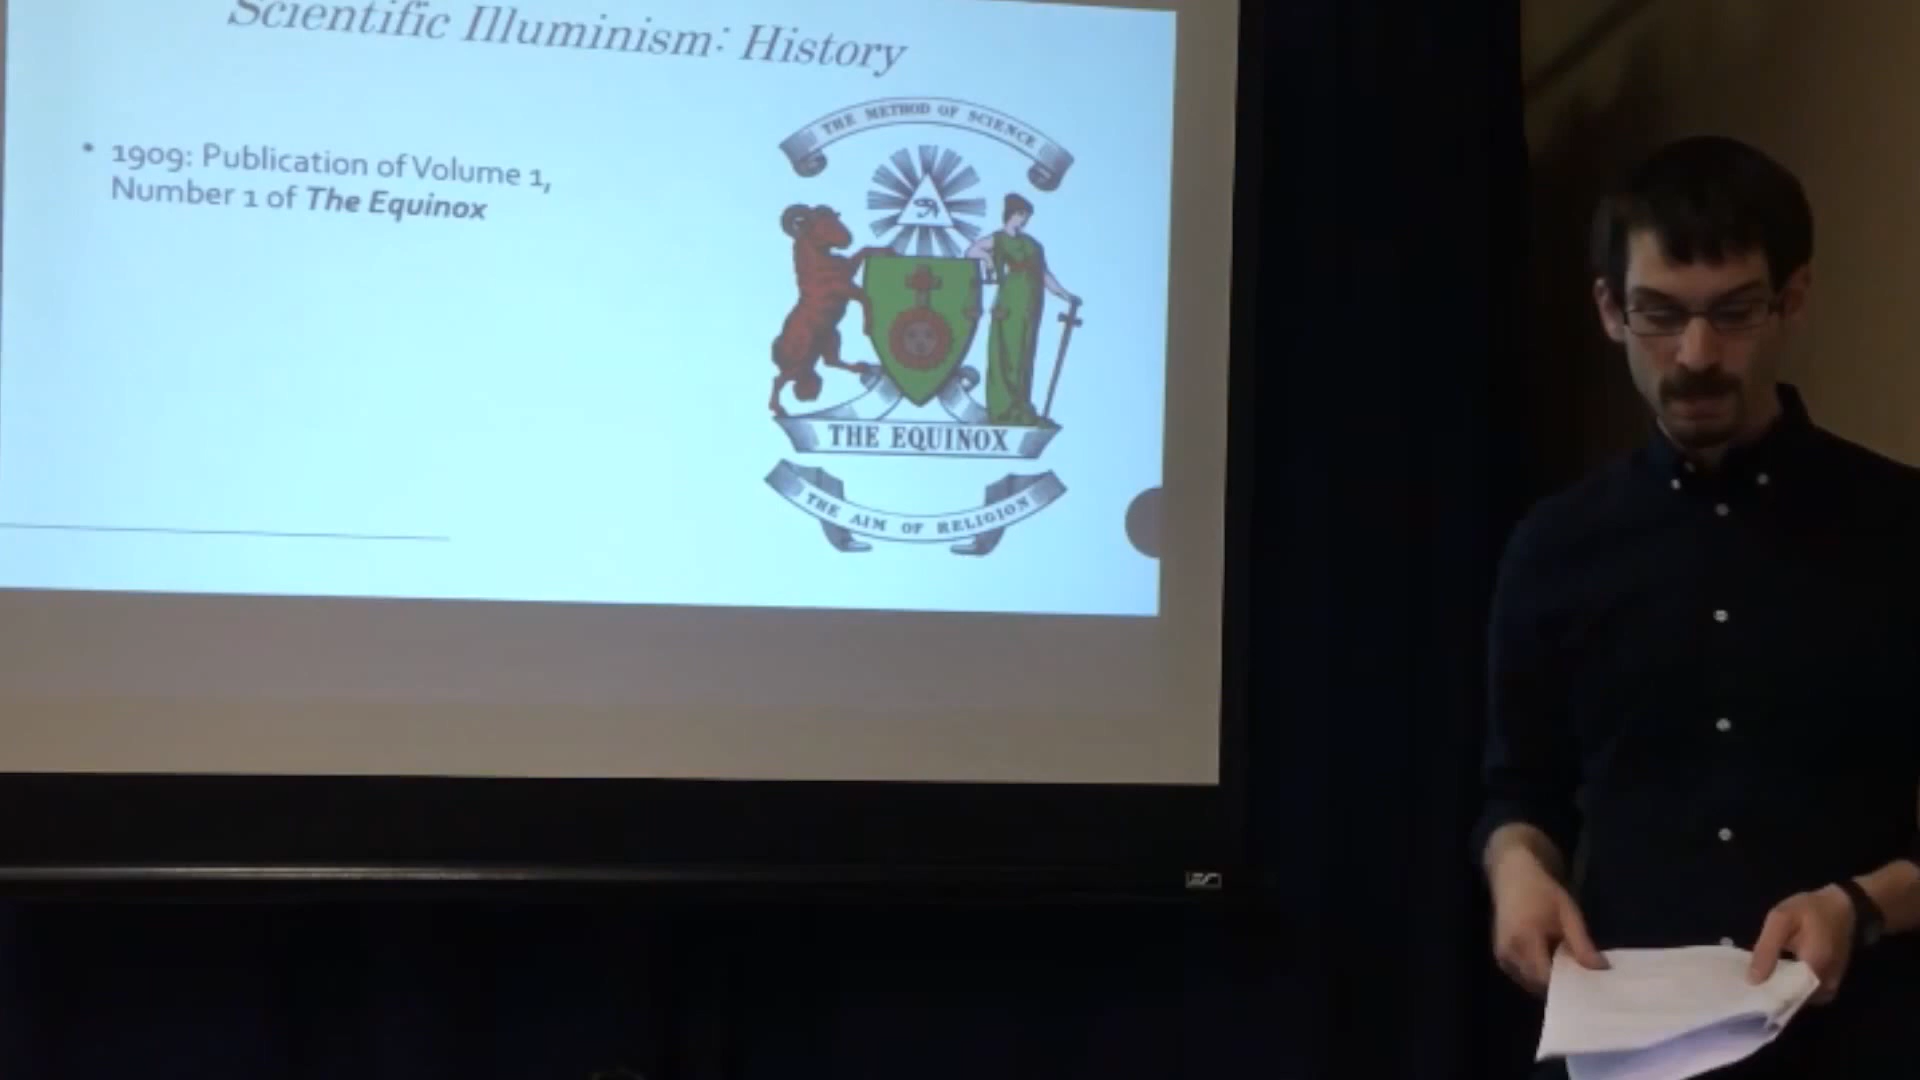 Scientific Illuminism: History
• 1909: Publication of Volume 1,
Number 1 of The Equinox
THE METHOD OF SCIENCE
THE EQUINOX
THE AIM OF RELIGION